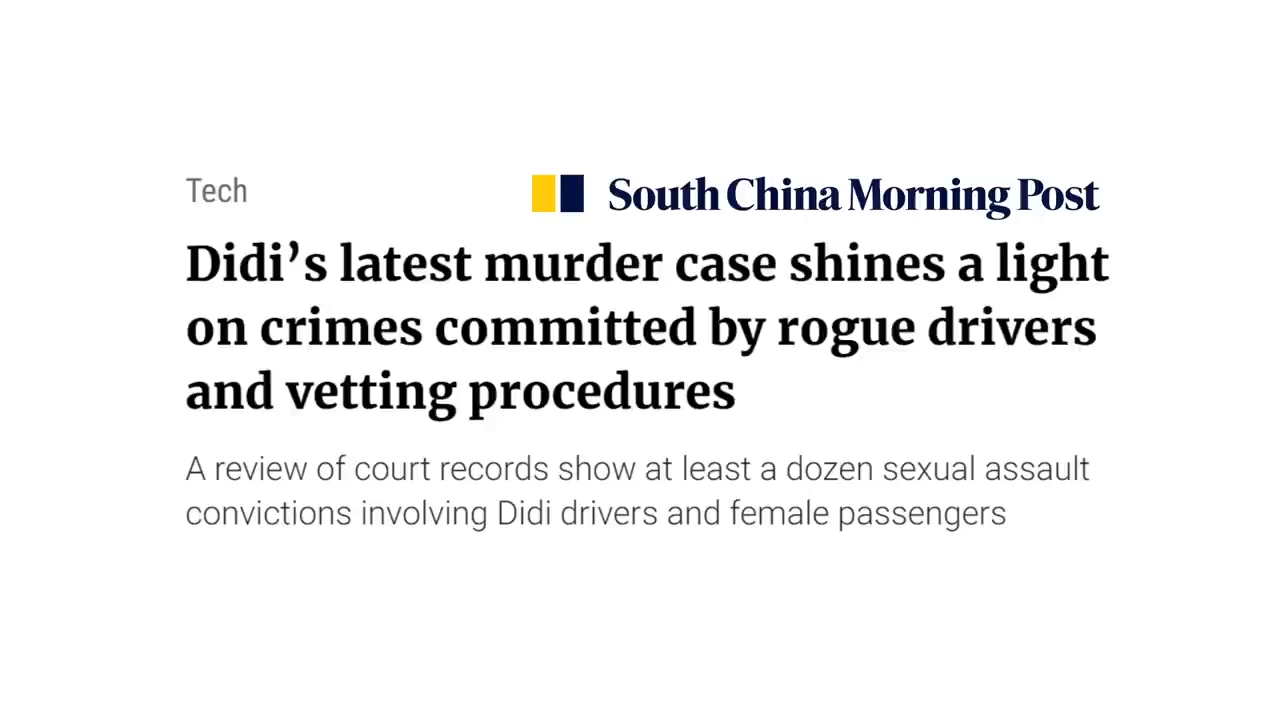 Tech
South China Morning Post
Didi’s latest murder case shines a light
on crimes committed by rogue drivers
and vetting procedures
A review of court records show at least a dozen sexual assault
convictions involving Didi drivers and female passengers